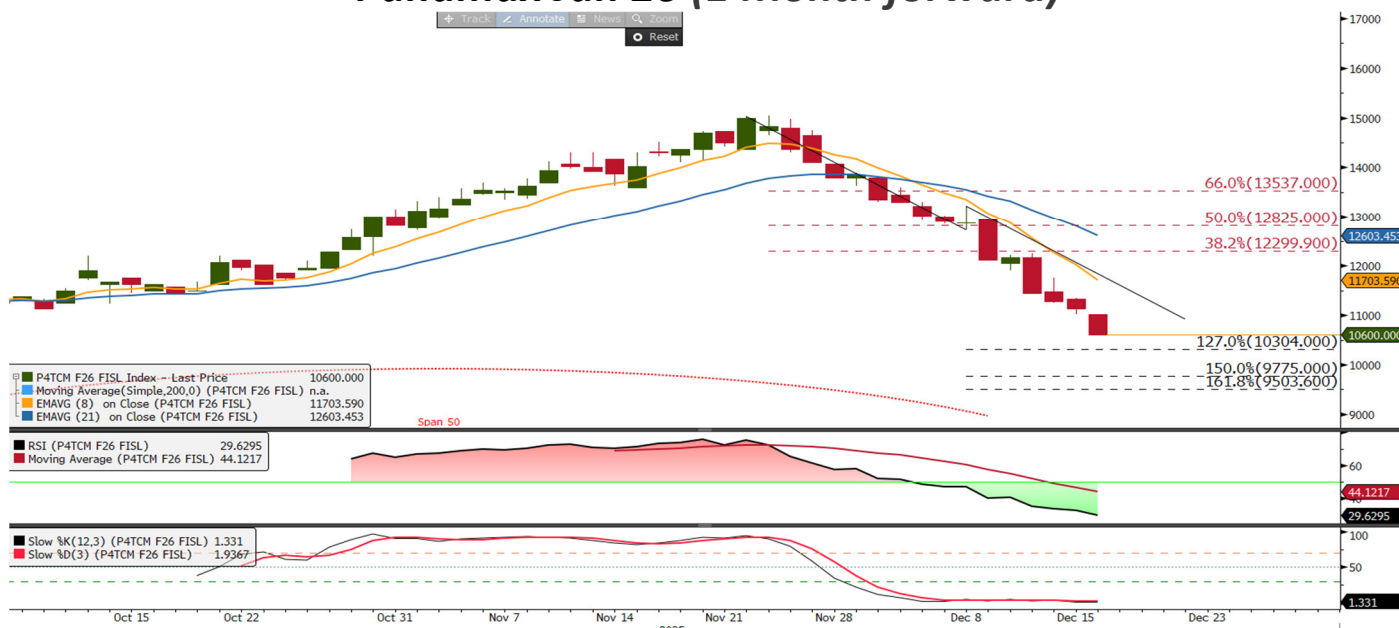 Panamax Jan 26 (1 month forward)
Track Annotate News Zoom
Reset
17000
16000
15000
14000
66.0%(13537.000)
13000
50.0%(12825.000)
12603.453
38.2%(12299.900)
12000
11703.590
11000
10600.000
127.0%(10304.000)
10000
150.0%(9775.000)
161.8%(9503.600)
9000
P4TCM F26 FISL Index - Last Price 10600.000
Moving Average(Simple,200,0) (P4TCM F26 FISL) n.a.
EMAVG (8) on Close (P4TCM F26 FISL) 11703.590
EMAVG (21) on Close (P4TCM F26 FISL) 12603.453
Span 50
RSI (P4TCM F26 FISL) 29.6295
Moving Average (P4TCM F26 FISL) 44.1217
60
44.1217
29.6295
Slow %K(12,3) (P4TCM F26 FISL) 1.331
Slow %D(3) (P4TCM F26 FISL) 1.9367
100
50
1.331
Oct 15 Oct 22 Oct 31 Nov 7 Nov 14 Nov 21 Nov 28 Dec 8 Dec 15 Dec 23
2025